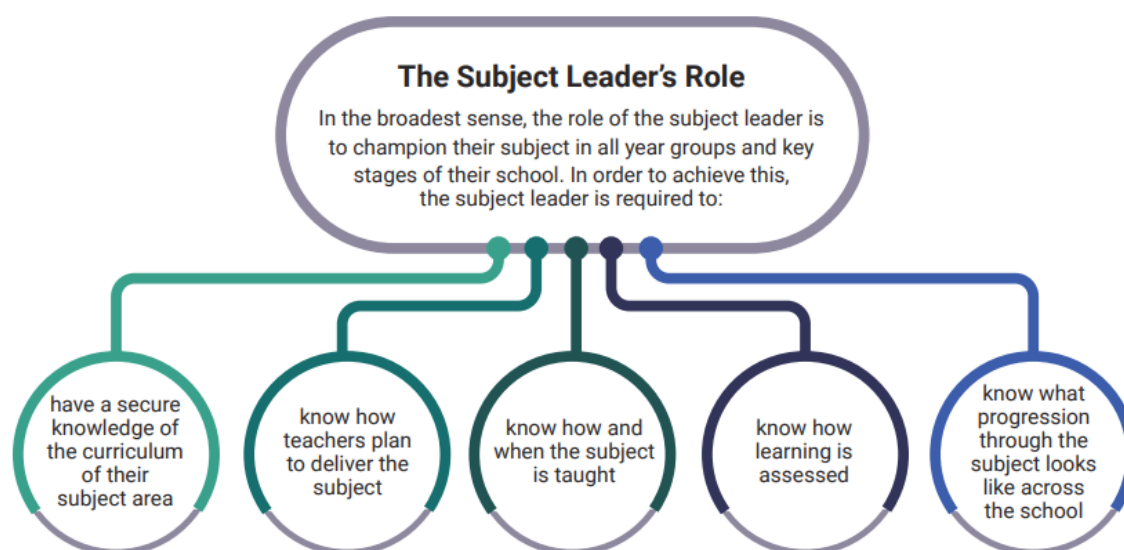 The Subject Leader's Role
In the broadest sense, the role of the subject leader is
to champion their subject in all year groups and key
stages of their school. In order to achieve this,
the subject leader is required to:
have a secure
knowledge of
the curriculum
of their
subject area
know how
teachers plan
to deliver the
subject
know how and
when the subject
is taught
know how
learning is
assessed
know what
progression
through the
subject looks
like across
the school